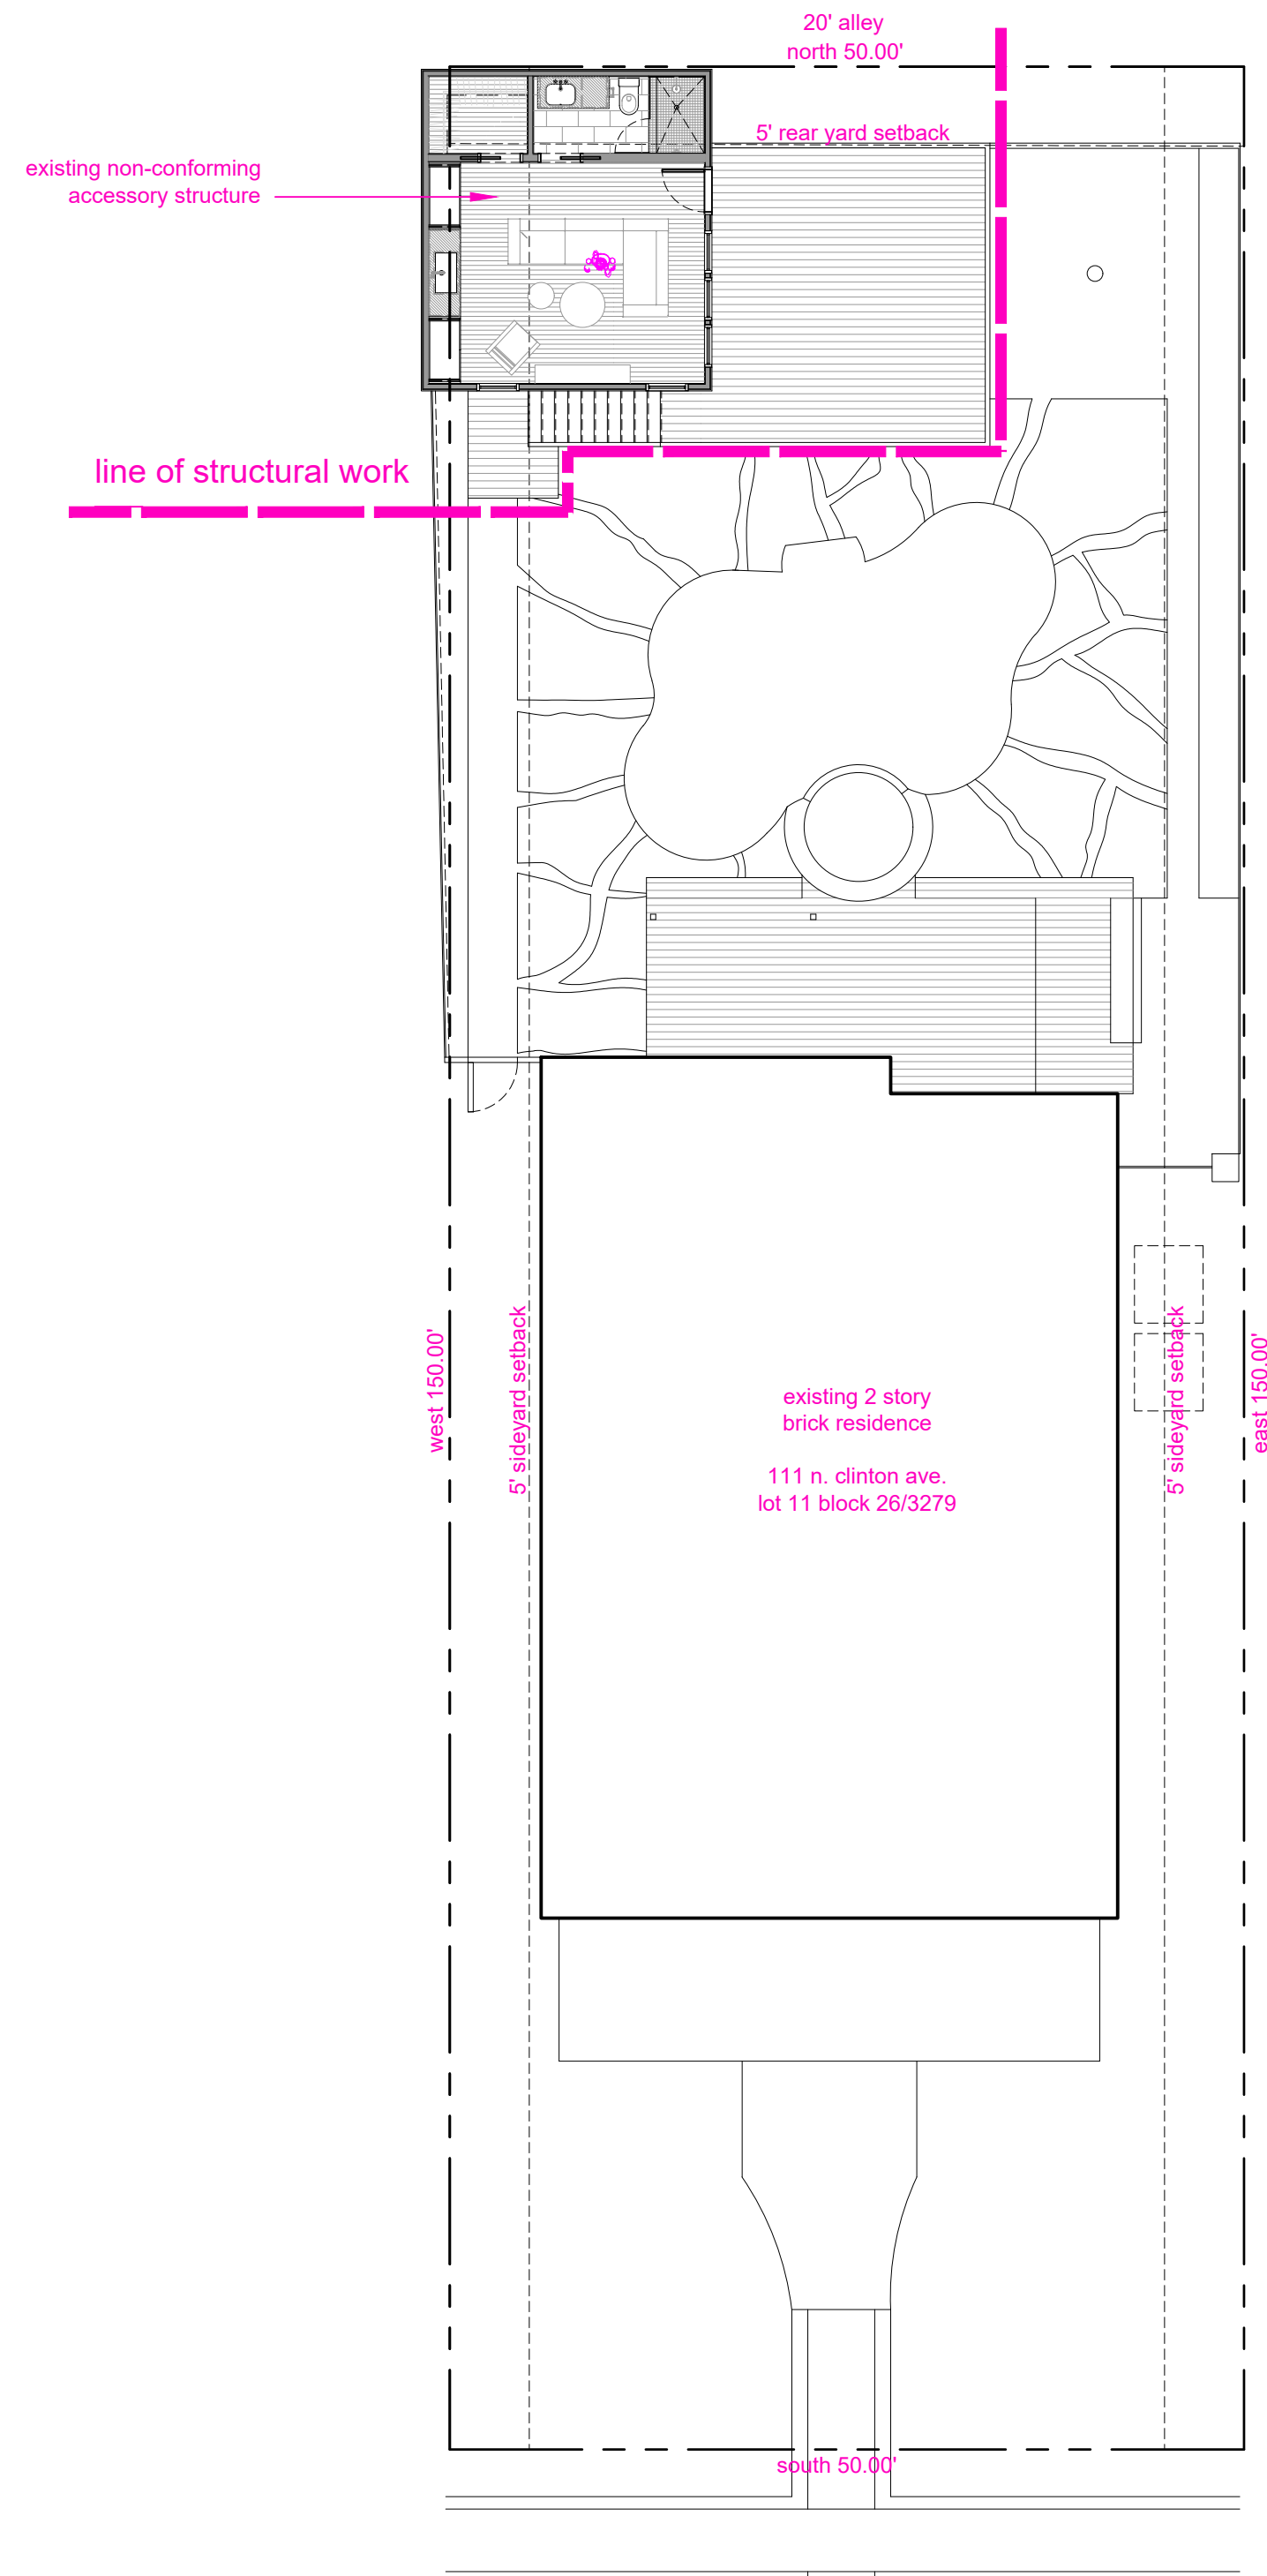 20' alley
north 50.00'
5' rear yard setback
existing non-conforming
accessory structure
line of structural work
west 150.00'
5' sideyard setback
existing 2 story
brick residence
111 n. clinton ave.
lot 11 block 26/3279
5' sideyard setback
east 150.00'
south 50.00'